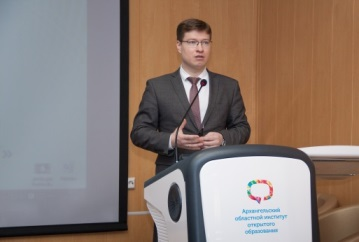 Архангельский
областной институт
открытого
образования